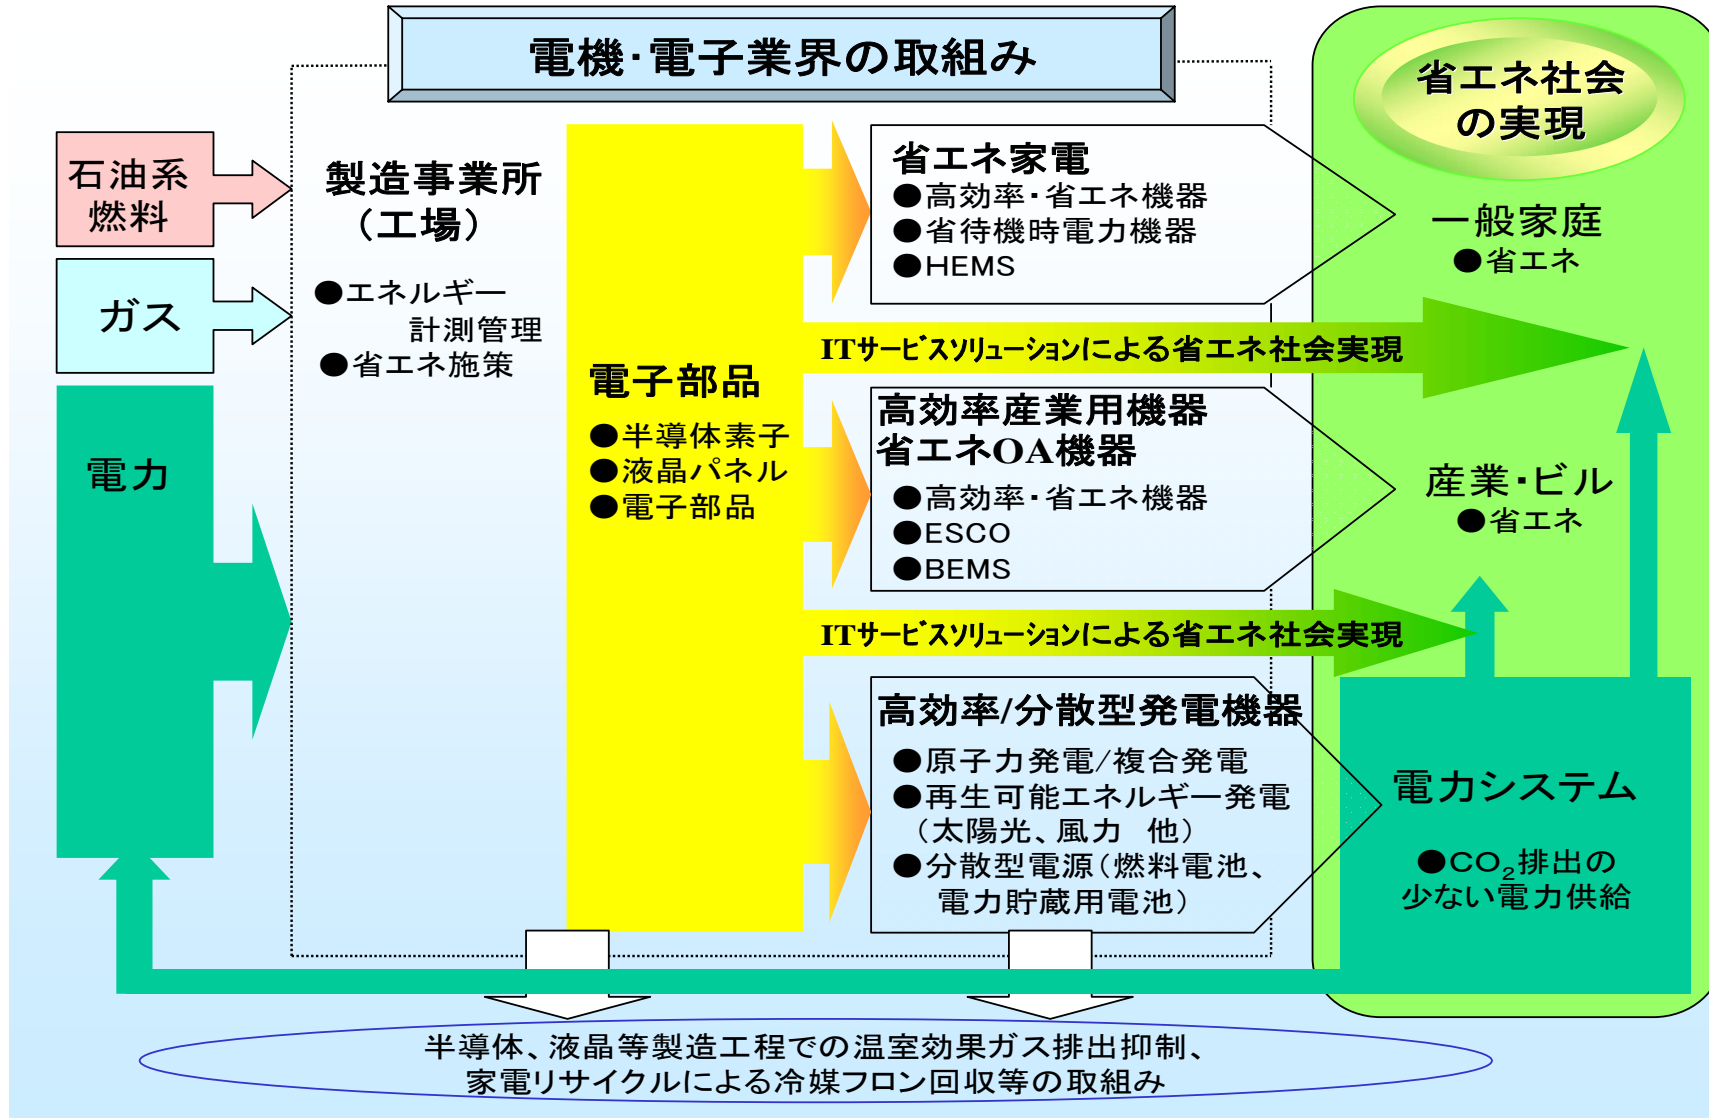 電機・電子業界の取組み
省エネ社会
の実現
石油系
燃料
ガス
電力
製造事業所
（工場）
●エネルギー
計測管理
●省エネ施策
電子部品
●半導体素子
●液晶パネル
●電子部品
省エネ家電
●高効率・省エネ機器
●省待機時電力機器
●HEMS
ITサービスソリューションによる省エネ社会実現
高効率産業用機器
省エネOA機器
●高効率・省エネ機器
●ESCO
●BEMS
ITサービスソリューションによる省エネ社会実現
高効率/分散型発電機器
●原子力発電/複合発電
●再生可能エネルギー発電
（太陽光、風力　他）
●分散型電源（燃料電池、
電力貯蔵用電池）
一般家庭
●省エネ
産業・ビル
●省エネ
電力システム
●CO₂排出の
少ない電力供給
半導体、液晶等製造工程での温室効果ガス排出抑制、
家電リサイクルによる冷媒フロン回収等の取組み